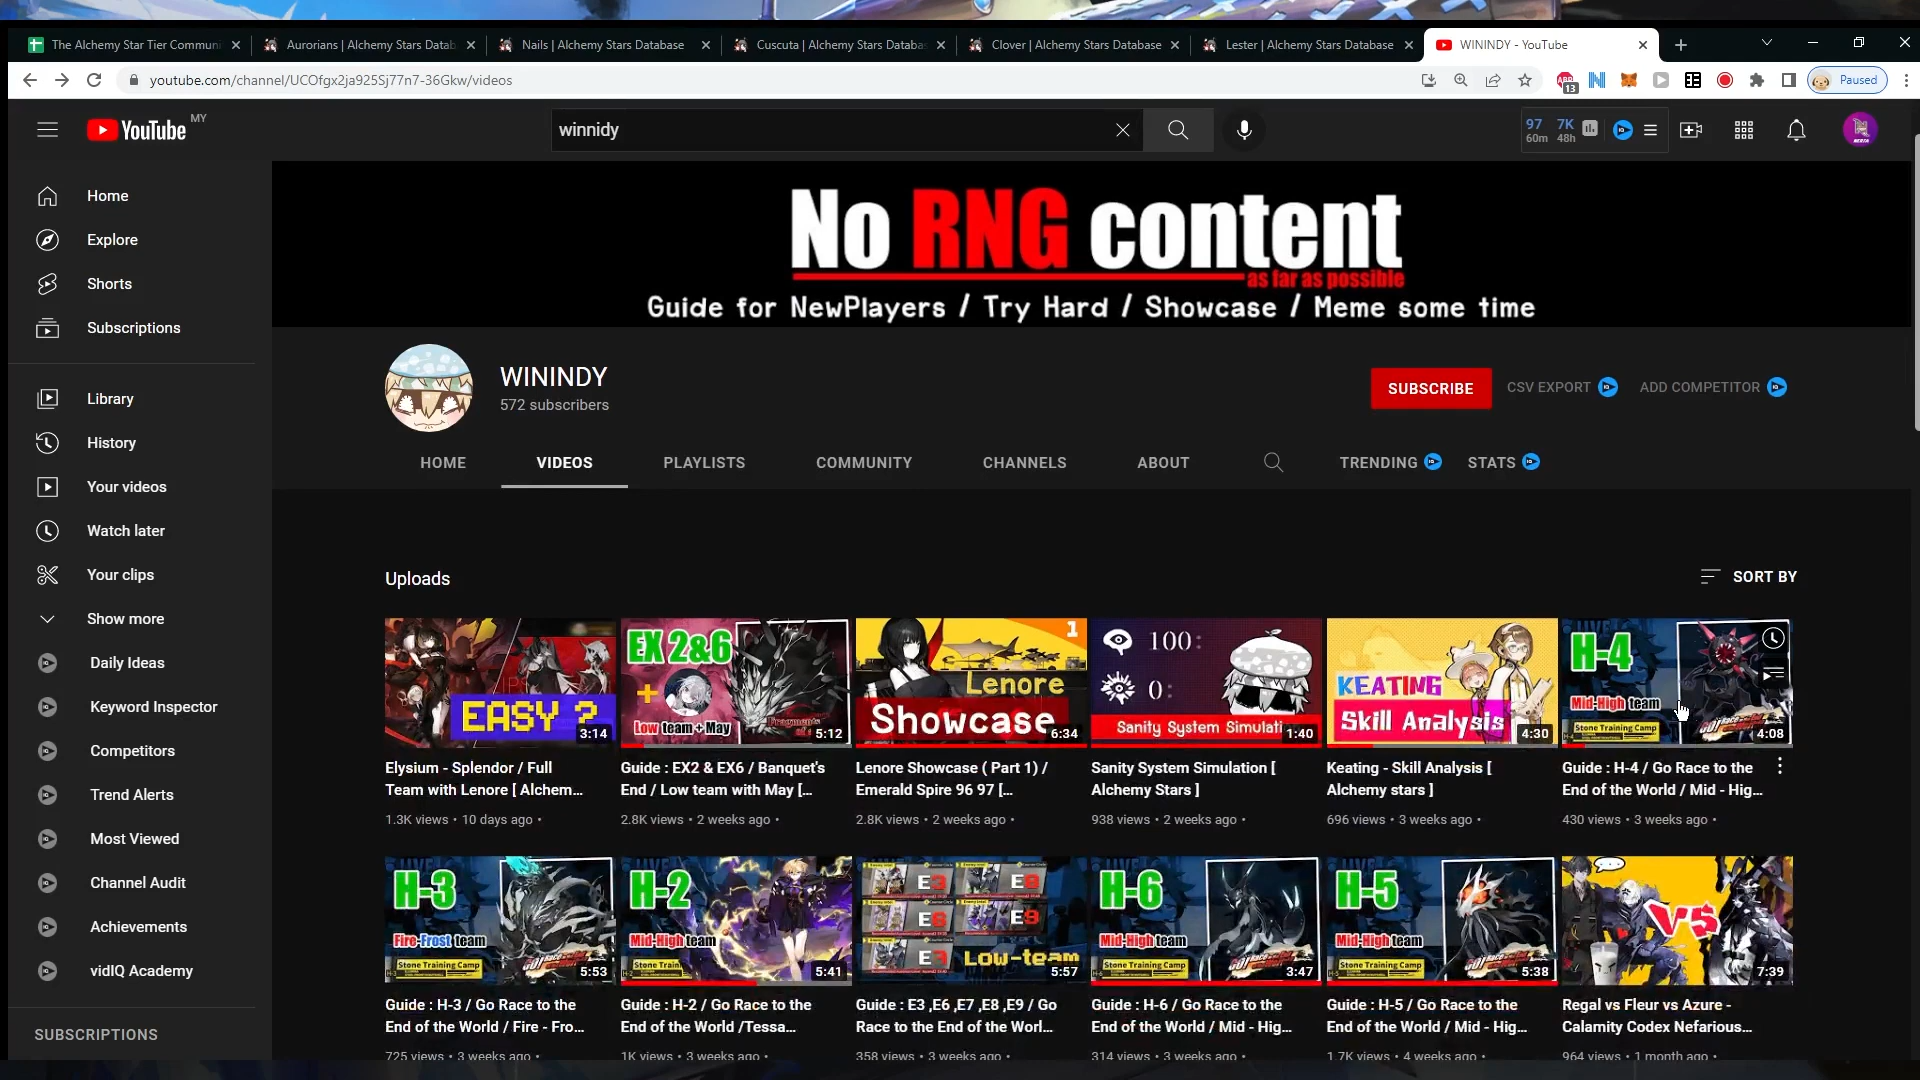 The Alchemy Star Tier Commun
Aurorians | Alchemy Stars Datab
Nails | Alchemy Stars Database
Cuscuta | Alchemy Stars Databas
Clover | Alchemy Stars Database
Lester | Alchemy Stars Database
WININDY - YouTube
youtube.com/channel/UCOfgx2ja925Sj77n7-36Gkw/videos
13
Paused
YouTube MY
winnidy
97 60m
7K 48h
No RNG content
as far as possible
Guide for NewPlayers / Try Hard / Showcase / Meme some time
Home
Explore
Shorts
Subscriptions
Library
History
Your videos
Watch later
Your clips
Show more
Daily Ideas
Keyword Inspector
Competitors
Trend Alerts
Most Viewed
Channel Audit
Achievements
vidIQ Academy
SUBSCRIPTIONS
WININDY
572 subscribers
SUBSCRIBE
CSV EXPORT
ADD COMPETITOR
HOME
VIDEOS
PLAYLISTS
COMMUNITY
CHANNELS
ABOUT
TRENDING
STATS
Uploads
SORT BY
EASY ?
3:14
Elysium - Splendor / Full
Team with Lenore [ Alchem...
1.3K views • 10 days ago •
EX 2&6
+
Low team + May
5:12
Guide : EX2 & EX6 / Banquet's
End / Low team with May [...
2.8K views • 2 weeks ago •
1
Lenore
Showcase
6:34
Lenore Showcase ( Part 1) /
Emerald Spire 96 97 [...
2.8K views • 2 weeks ago •
100:
0:
Sanity System Simulati
1:40
Sanity System Simulation [
Alchemy Stars ]
938 views • 2 weeks ago •
KEATING
Skill Analysis
4:30
Keating - Skill Analysis [
Alchemy stars ]
696 views • 3 weeks ago •
H-4
Mid-High team
Stone Training Camp
4:08
Guide : H-4 / Go Race to the
End of the World / Mid - Hig...
430 views • 3 weeks ago •
H-3
Fire-Frost team
Stone Training Camp
5:53
Guide : H-3 / Go Race to the
End of the World / Fire - Fro...
725 views • 3 weeks ago •
H-2
Mid-High team
Stone Traini
5:41
Guide : H-2 / Go Race to the
End of the World /Tessa...
1K views • 3 weeks ago •
E3
E6
E9
Low-team
5:57
Guide : E3 ,E6 ,E7 ,E8 ,E9 / Go
Race to the End of the Worl...
358 views • 3 weeks ago •
H-6
Mid-High team
Stone Training Camp
3:47
Guide : H-6 / Go Race to the
End of the World / Mid - Hig...
314 views • 3 weeks ago •
H-5
Mid-High team
Stone Training Camp
5:38
Guide : H-5 / Go Race to the
End of the World / Mid - Hig...
1.7K views • 4 weeks ago •
VS
7:39
Regal vs Fleur vs Azure -
Calamity Codex Nefarious...
964 views • 1 month ago •